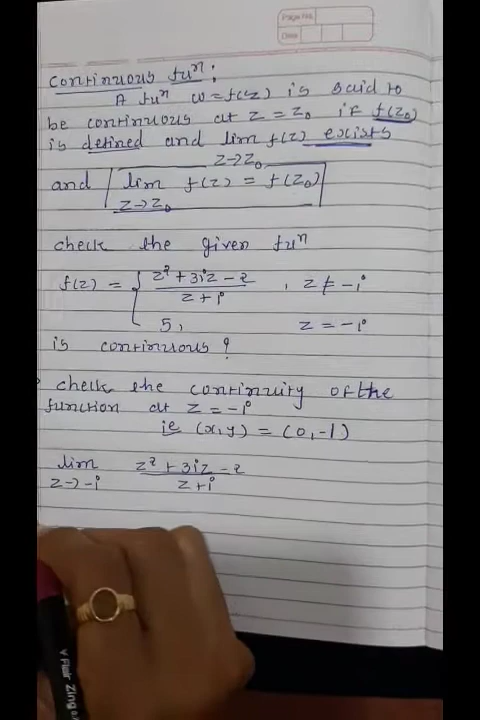 Page No.
Date
Continuous fuⁿ:
A fuⁿ w = f(z) is said to
be continuous at z = z₀ if f(z₀)
is defined and lim f(z) exists
z→z₀
and lim f(z) = f(z₀)
z→z₀
check the given fuⁿ
f(z) = { z² + 3iz - 2 / z + i , z ≠ -i
5, z = -i
is continuous ?
check the continuity of the
function at z = -i
ie (x,y) = (0,-1)
lim z² + 3iz - 2
z→-i z + i
V Flair Zing